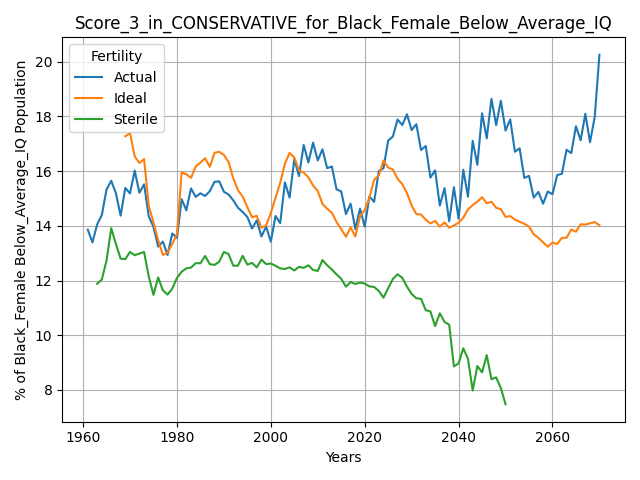 Score_3_in_CONSERVATIVE_for_Black_Female_Below_Average_IQ
Fertility
Actual
Ideal
Sterile
% of Black_Female Below_Average_IQ Population
20
18
16
14
12
10
8
1960
1980
2000
2020
2040
2060
Years